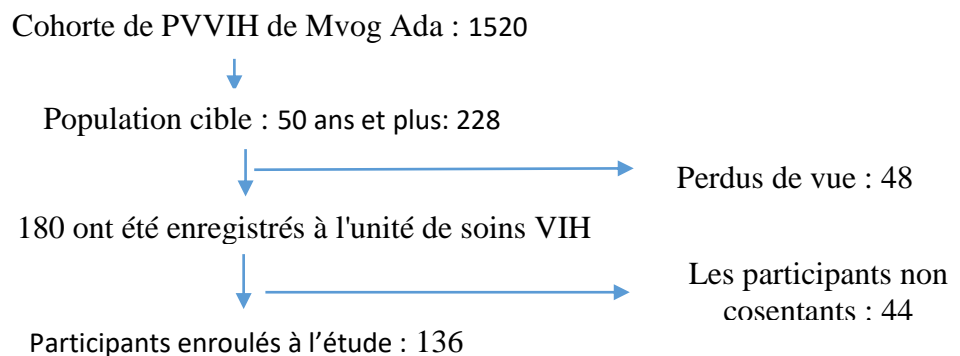 Cohorte de PVVIH de Mvog Ada : 1520
Population cible : 50 ans et plus: 228
Perdus de vue : 48
180 ont été enregistrés à l'unité de soins VIH
Les participants non
cosentants : 44
Participants enroulés à l'étude : 136